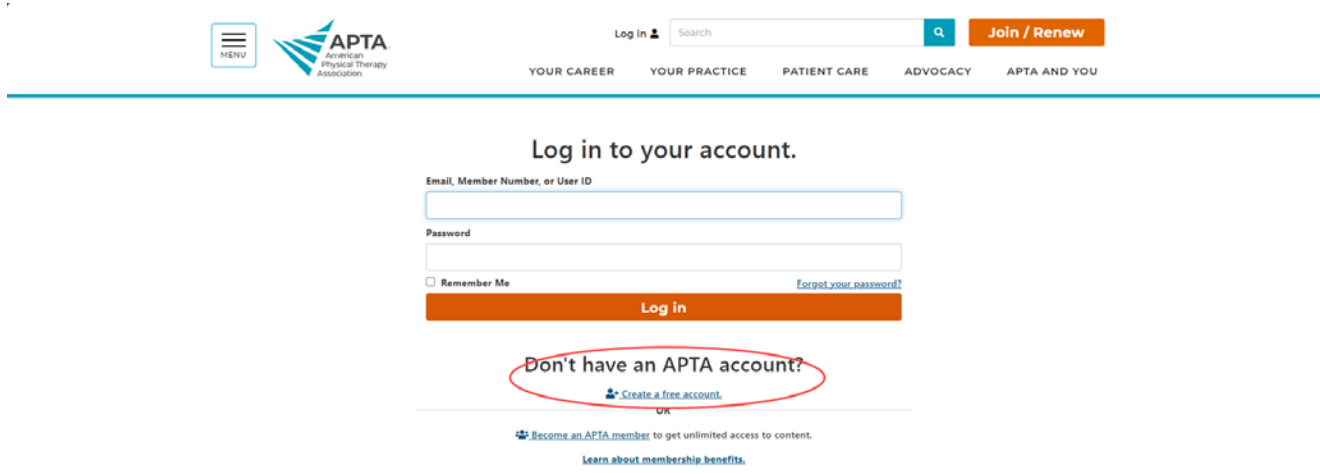 MENU
APTA
American
Physical Therapy
Association
Log in
Search
Join / Renew
YOUR CAREER YOUR PRACTICE PATIENT CARE ADVOCACY APTA AND YOU
Log in to your account.
Email, Member Number, or User ID
Password
Remember Me Forgot your password?
Log in
Don't have an APTA account?
Create a free account.
OR
Become an APTA member to get unlimited access to content.
Learn about membership benefits.